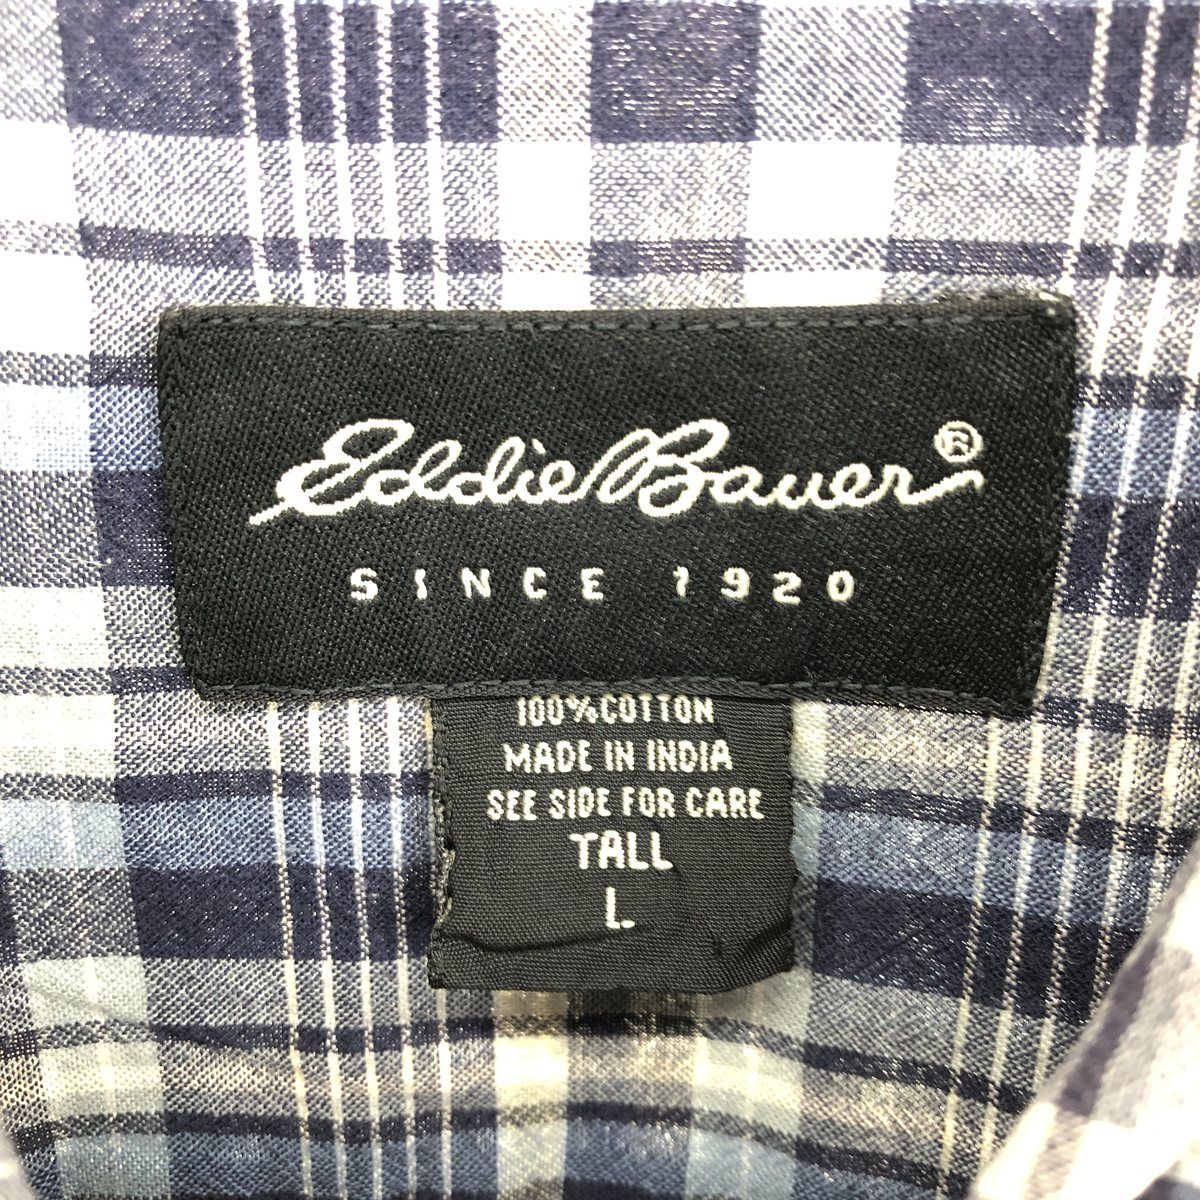 Eddie Bauer®
SINCE 1920
100%COTTON
MADE IN INDIA
SEE SIDE FOR CARE
TALL
L